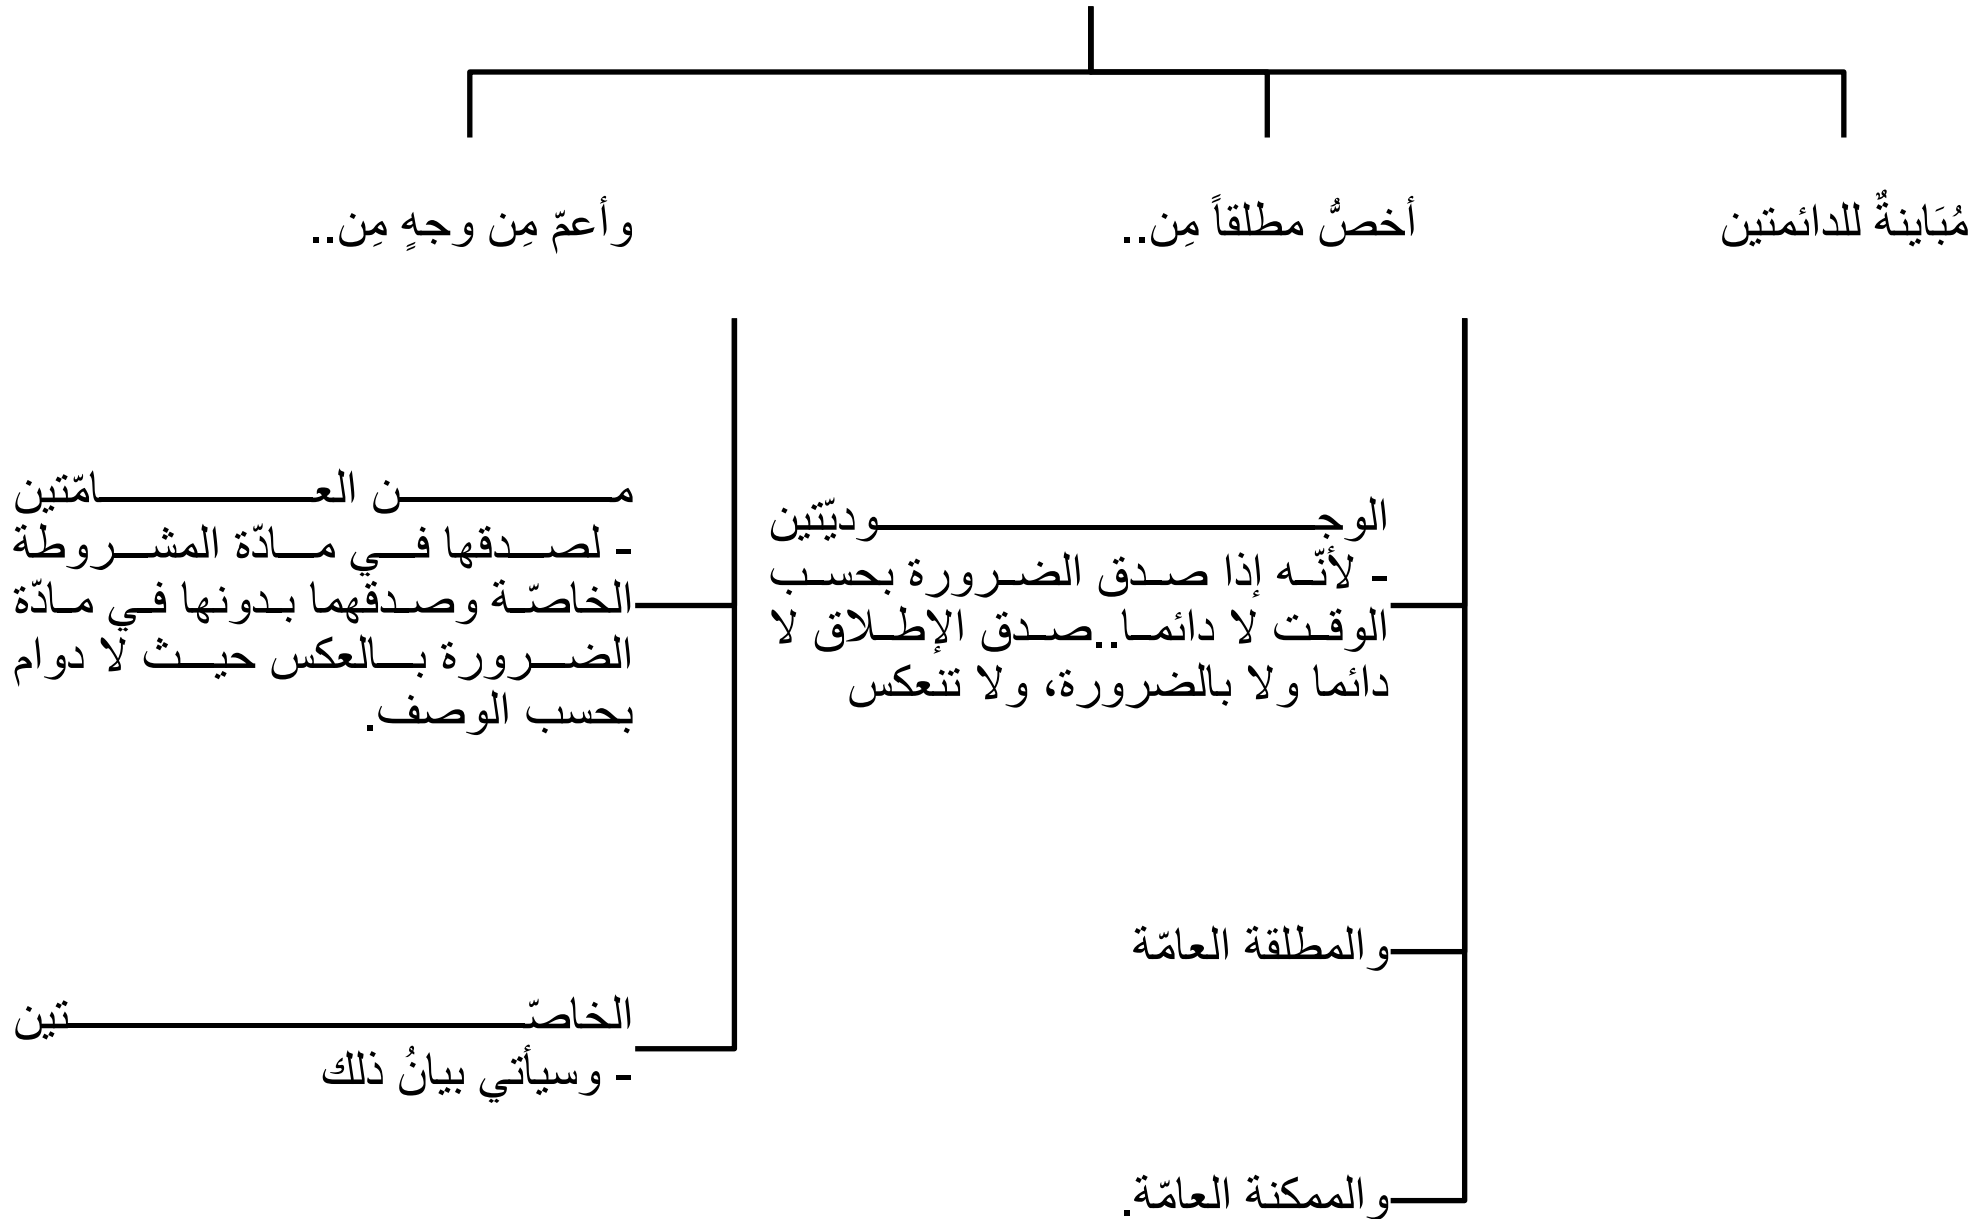 مُبَاينةٌ للدائمتين
أخصُّ مطلقاً مِن..
الوجوديّتين
- لأنّه إذا صدق الضرورة بحسب
الوقت لا دائما..صدق الإطلاق لا
دائما ولا بالضرورة، ولا تنعكس
والمطلقة العامّة
والممكنة العامّة.
وأعمّ مِن وجهٍ مِن..
من العامّتين
- لصدقها في مادّة المشروطة
الخاصّة وصدقهما بدونها في مادّة
الضرورة بالعكس حيث لا دوام
بحسب الوصف.
الخاصّتين
- وسيأتي بيانُ ذلك